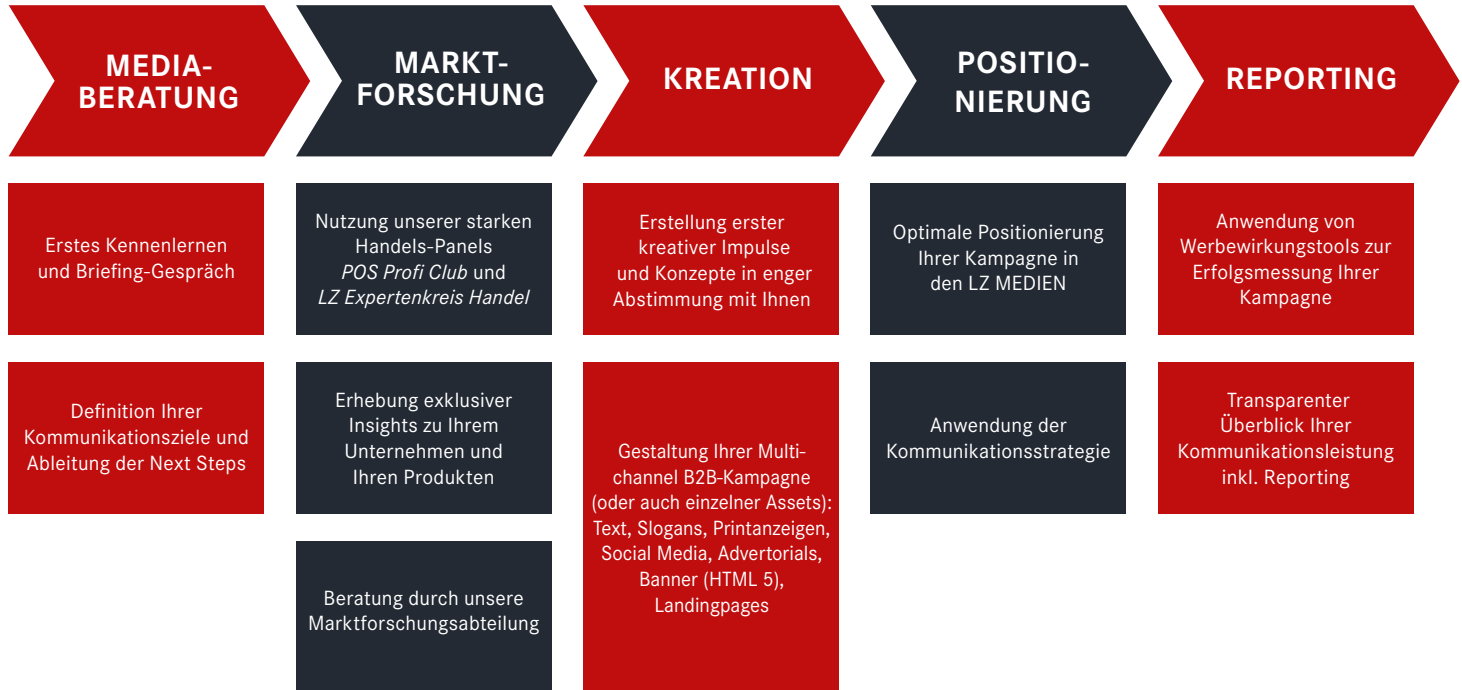 MEDIA-
BERATUNG
MARKT-
FORSCHUNG
KREATION
POSITIO-
NIERUNG
REPORTING
Erstes Kennenlernen
und Briefing-Gespräch
Nutzung unserer starken
Handels-Panels
POS Profi Club und
LZ Expertenkreis Handel
Erstellung erster
kreativer Impulse
und Konzepte in enger
Abstimmung mit Ihnen
Optimale Positionierung
Ihrer Kampagne in
den LZ MEDIEN
Anwendung von
Werbewirkungstools zur
Erfolgsmessung Ihrer
Kampagne
Definition Ihrer
Kommunikationsziele und
Ableitung der Next Steps
Erhebung exklusiver
Insights zu Ihrem
Unternehmen und
Ihren Produkten
Gestaltung Ihrer Multi-
channel B2B-Kampagne
(oder auch einzelner Assets):
Text, Slogans, Printanzeigen,
Social Media, Advertorials,
Banner (HTML 5),
Landingpages
Anwendung der
Kommunikationsstrategie
Transparenter
Überblick Ihrer
Kommunikationsleistung
inkl. Reporting
Beratung durch unsere
Marktforschungsabteilung